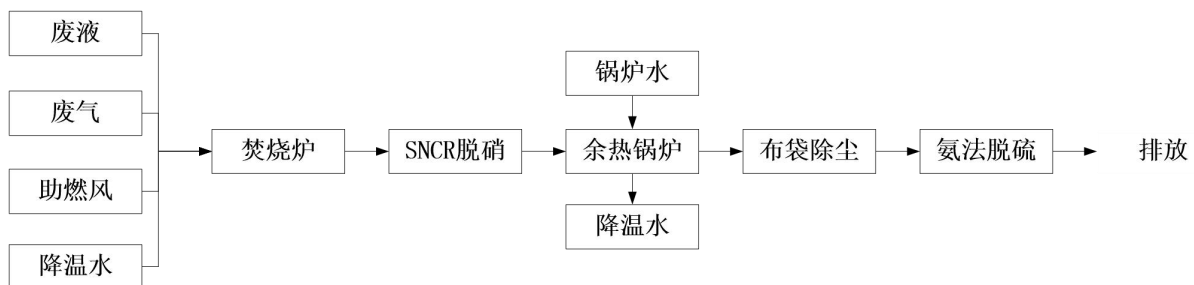 废液
废气
助燃风
降温水
焚烧炉
SNCR脱硝
锅炉水
余热锅炉
降温水
布袋除尘
氨法脱硫
排放